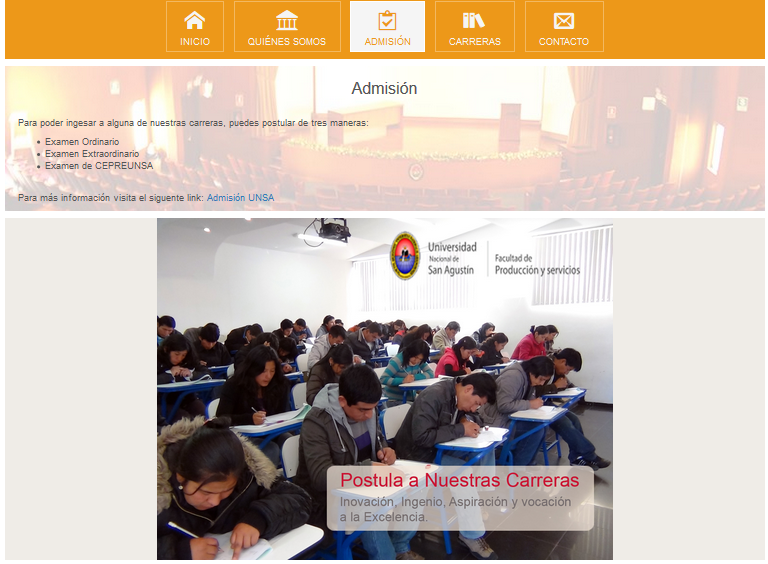 INICIO
QUIÉNES SOMOS
ADMISIÓN
CARRERAS
CONTACTO
Admisión
Para poder ingesar a alguna de nuestras carreras, puedes postular de tres maneras:
Examen Ordinario
Examen Extraordinario
Examen de CEPREUNSA
Para más información visita el siguente link: Admisión UNSA
Universidad
Nacional de
San Agustín
Facultad de
Producción y servicios
Postula a Nuestras Carreras
Inovación, Ingenio, Aspiración y vocación
a la Excelencia.